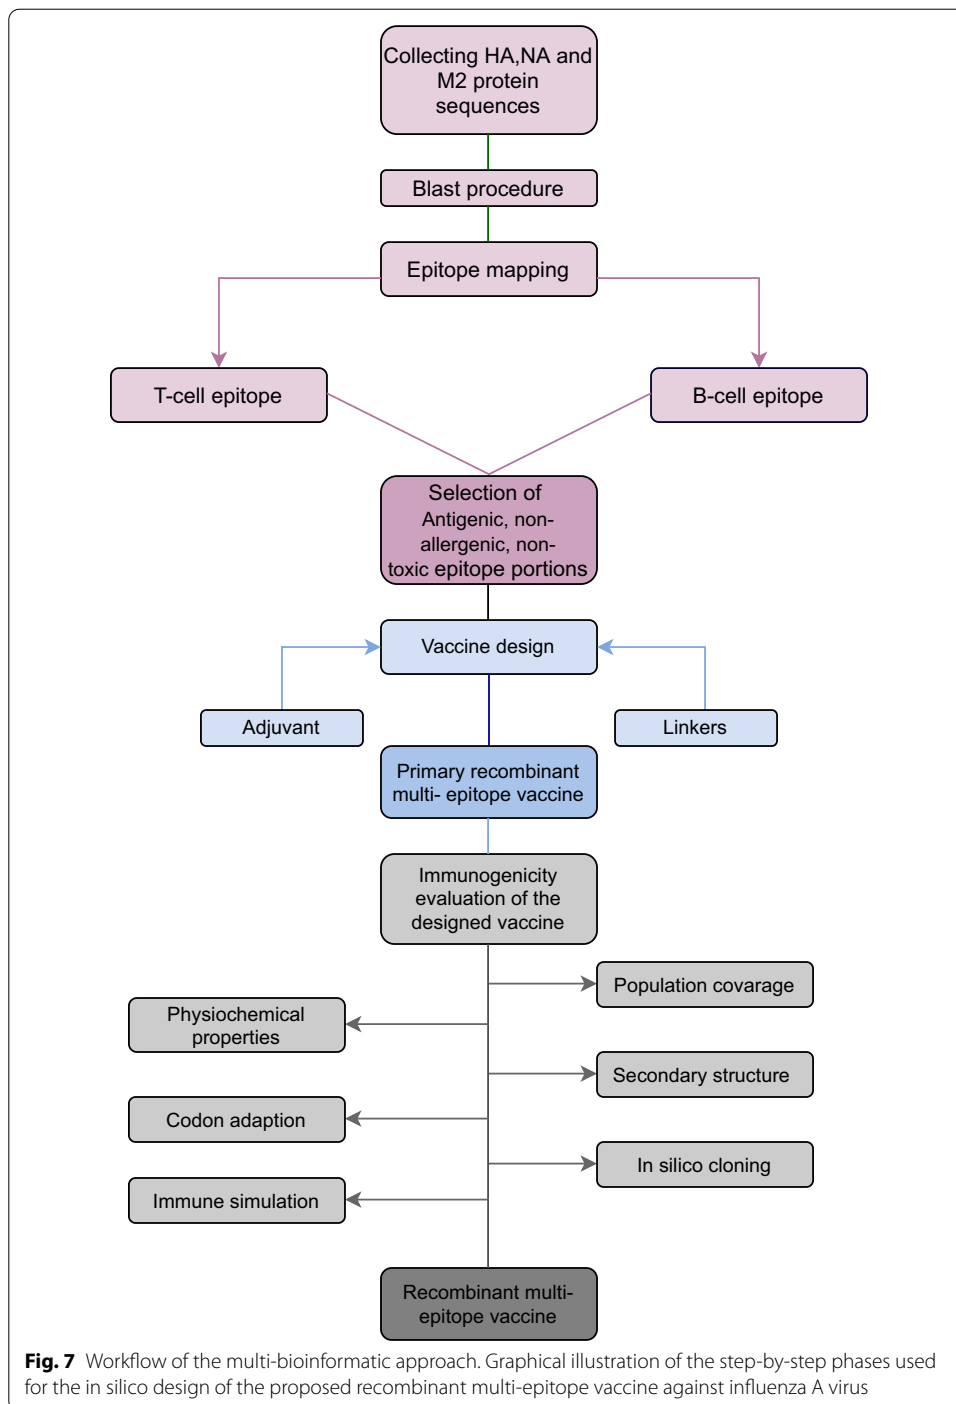 Collecting HA,NA and
M2 protein
sequences
Blast procedure
Epitope mapping
T-cell epitope
B-cell epitope
Selection of
Antigenic, non-
allergenic, non-
toxic epitope portions
Vaccine design
Adjuvant
Linkers
Primary recombinant
multi- epitope vaccine
Immunogenicity
evaluation of the
designed vaccine
Population covarage
Physiochemical
properties
Secondary structure
Codon adaption
In silico cloning
Immune simulation
Recombinant multi-
epitope vaccine
Fig. 7 Workflow of the multi-bioinformatic approach. Graphical illustration of the step-by-step phases used
for the in silico design of the proposed recombinant multi-epitope vaccine against influenza A virus